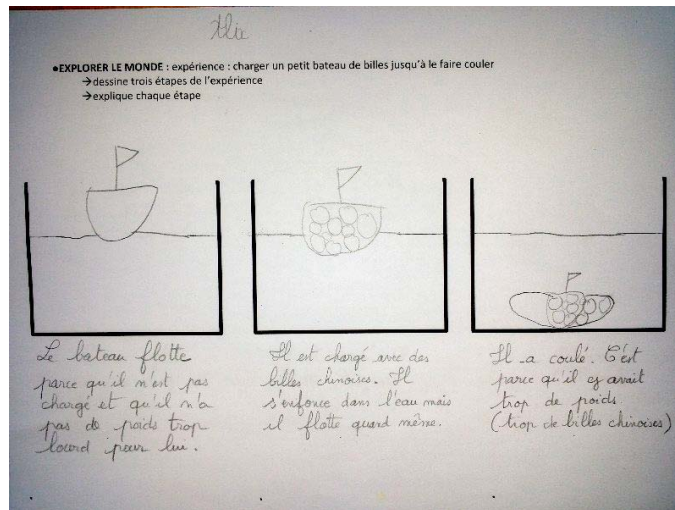 ●EXPLORER LE MONDE : expérience : charger un petit bateau de billes jusqu'à le faire couler
→dessine trois étapes de l'expérience
→explique chaque étape
Le bateau flotte
parce qu'il n'est pas
chargé et qu'il n'a
pas de poids trop
lourd pour lui.
Il est chargé avec des
billes chinoises. Il
s'enfonce dans l'eau mais
il flotte quand même.
Il a coulé. C'est
parce qu'il y avait
trop de poids
(trop de billes chinoises)